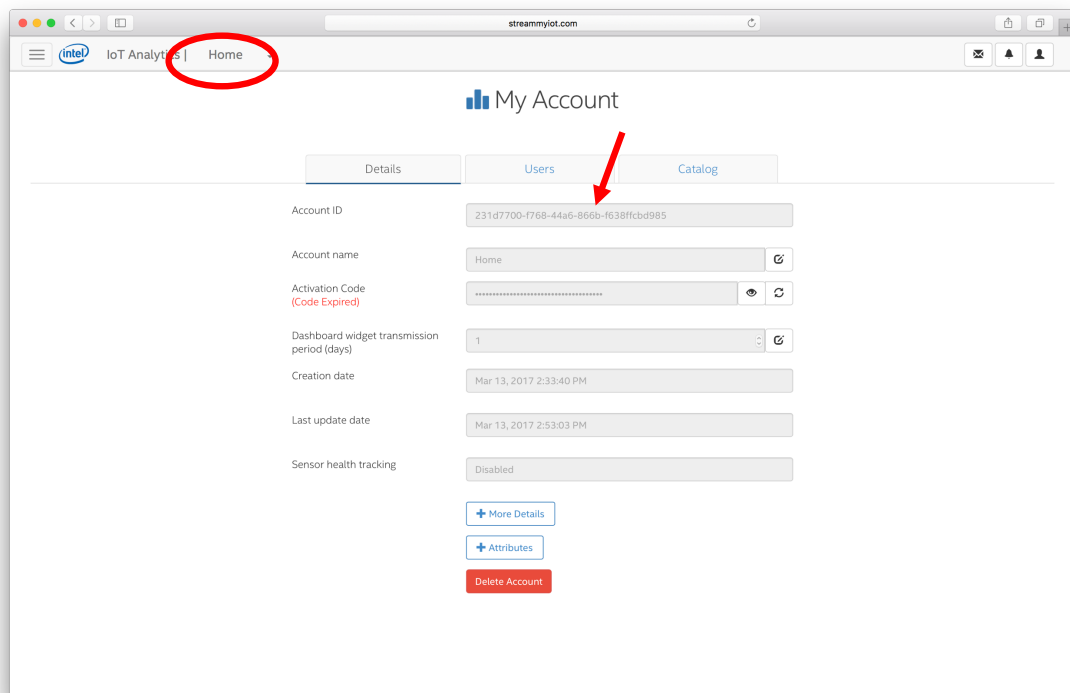 streammyiot.com
intel IoT Analytics | Home
My Account
Details Users Catalog
Account ID 231d7700-f768-44a6-866b-f638ffcbd985
Account name Home
Activation Code
(Code Expired) •••••••••••••••••••••••••••••••••••••
Dashboard widget transmission
period (days) 1
Creation date Mar 13, 2017 2:33:40 PM
Last update date Mar 13, 2017 2:53:03 PM
Sensor health tracking Disabled
More Details
Attributes
Delete Account